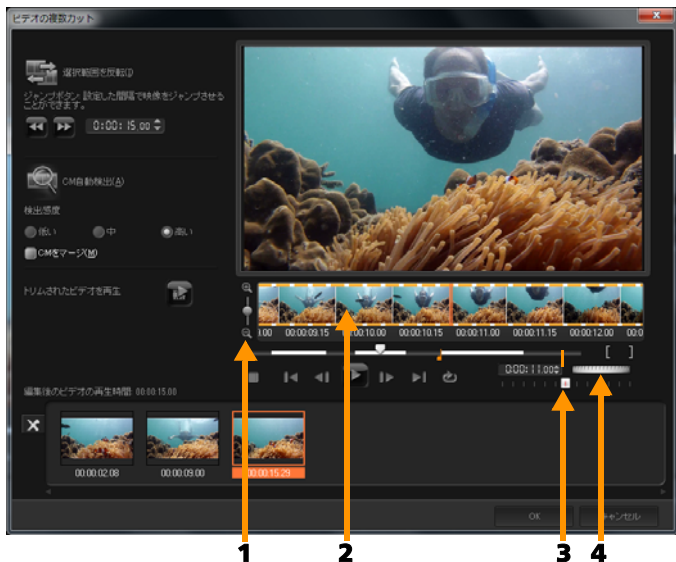 ビデオの複数カット
選択範囲を反転(I)
ジャンプボタン: 設定した間隔で映像をジャンプさせる
ことができます。
0:00:15.00
CM自動検出(A)
検出感度
低い 中 高い
CMをマージ(M)
トリムされたビデオを再生
00:00:09.15 00:00:10.00 00:00:10.15 00:00:11.00 00:00:11.15 00:00:12.00
[ ]
0:00:11.00
編集後のビデオの再生時間: 00:00:15.00
00:00:02.08 00:00:09.00 00:00:15.29
OK キャンセル
1 2 3 4